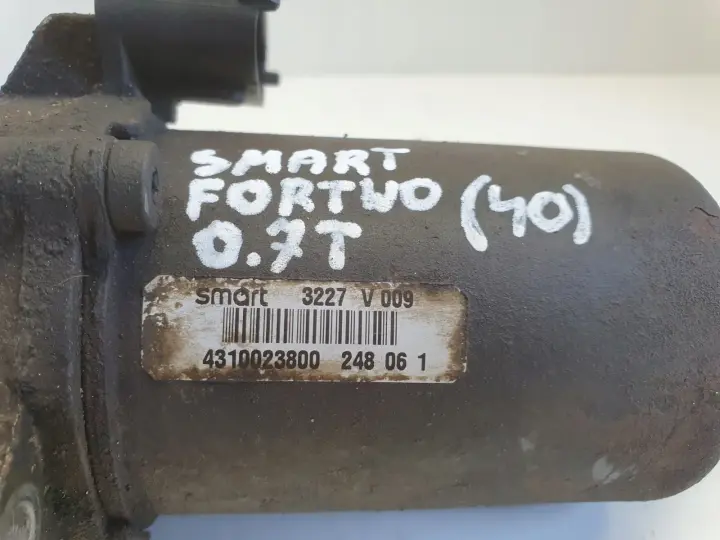 SMART
FORTWO (40)
0.7T
smart 3227 V 009
4310023800 248 06 1